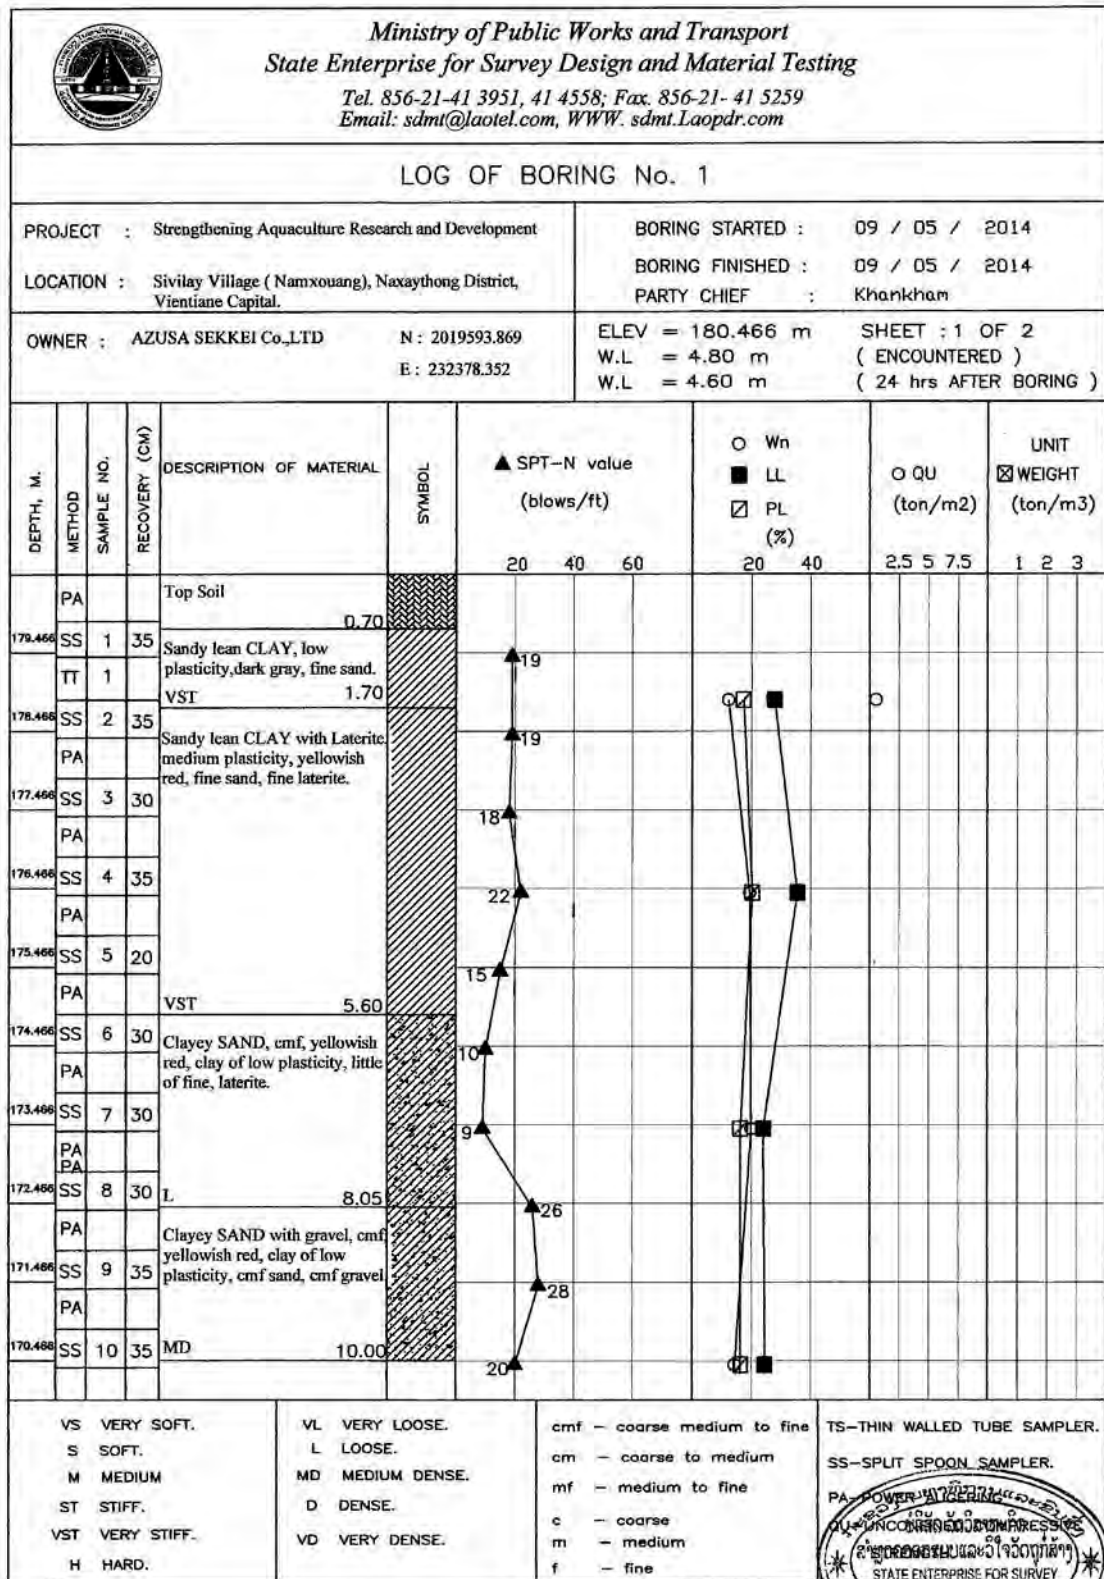 Ministry of Public Works and Transport
State Enterprise for Survey Design and Material Testing
Tel. 856-21-41 3951, 41 4558; Fax. 856-21- 41 5259
Email: sdmt@laotel.com, WWW. sdmt.Laopdr.com
LOG OF BORING No. 1
PROJECT : Strengthening Aquaculture Research and Development
LOCATION : Sivilay Village ( Namxouang), Naxaythong District,
Vientiane Capital.
BORING STARTED : 09 / 05 / 2014
BORING FINISHED : 09 / 05 / 2014
PARTY CHIEF : Khankham
OWNER : AZUSA SEKKEI Co.,LTD N : 2019593.869
E : 232378.352
ELEV = 180.466 m SHEET : 1 OF 2
W.L = 4.80 m ( ENCOUNTERED )
W.L = 4.60 m ( 24 hrs AFTER BORING )
DEPTH, M.
METHOD
SAMPLE NO.
RECOVERY (CM)
DESCRIPTION OF MATERIAL
SYMBOL
SPT-N value
(blows/ft)
20 40 60
Wn
LL
PL
(%)
20 40
QU
(ton/m2)
2.5 5 7.5
UNIT
WEIGHT
(ton/m3)
1 2 3
PA Top Soil
0.70
179.466 SS 1 35 Sandy lean CLAY, low
plasticity,dark gray, fine sand. 19
TT 1
VST 1.70
178.466 SS 2 35 19
Sandy lean CLAY with Laterite,
PA medium plasticity, yellowish
red, fine sand, fine laterite.
177.466 SS 3 30 18
PA
176.466 SS 4 35 22
PA
175.466 SS 5 20 15
PA
VST 5.60
174.466 SS 6 30 Clayey SAND, cmf, yellowish 10
PA red, clay of low plasticity, little
of fine, laterite.
173.466 SS 7 30 9
PA
PA
172.466 SS 8 30 L 8.05 26
PA Clayey SAND with gravel, cmf
yellowish red, clay of low
171.466 SS 9 35 plasticity, cmf sand, cmf gravel 28
PA
170.466 SS 10 35 MD 10.00 20
VS VERY SOFT.
S SOFT.
M MEDIUM
ST STIFF.
VST VERY STIFF.
H HARD.
VL VERY LOOSE.
L LOOSE.
MD MEDIUM DENSE.
D DENSE.
VD VERY DENSE.
cmf – coarse medium to fine
cm – coarse to medium
mf – medium to fine
c – coarse
m – medium
f – fine
TS-THIN WALLED TUBE SAMPLER.
SS-SPLIT SPOON SAMPLER.
PA-POWER AUGERING
STATE ENTERPRISE FOR SURVEY